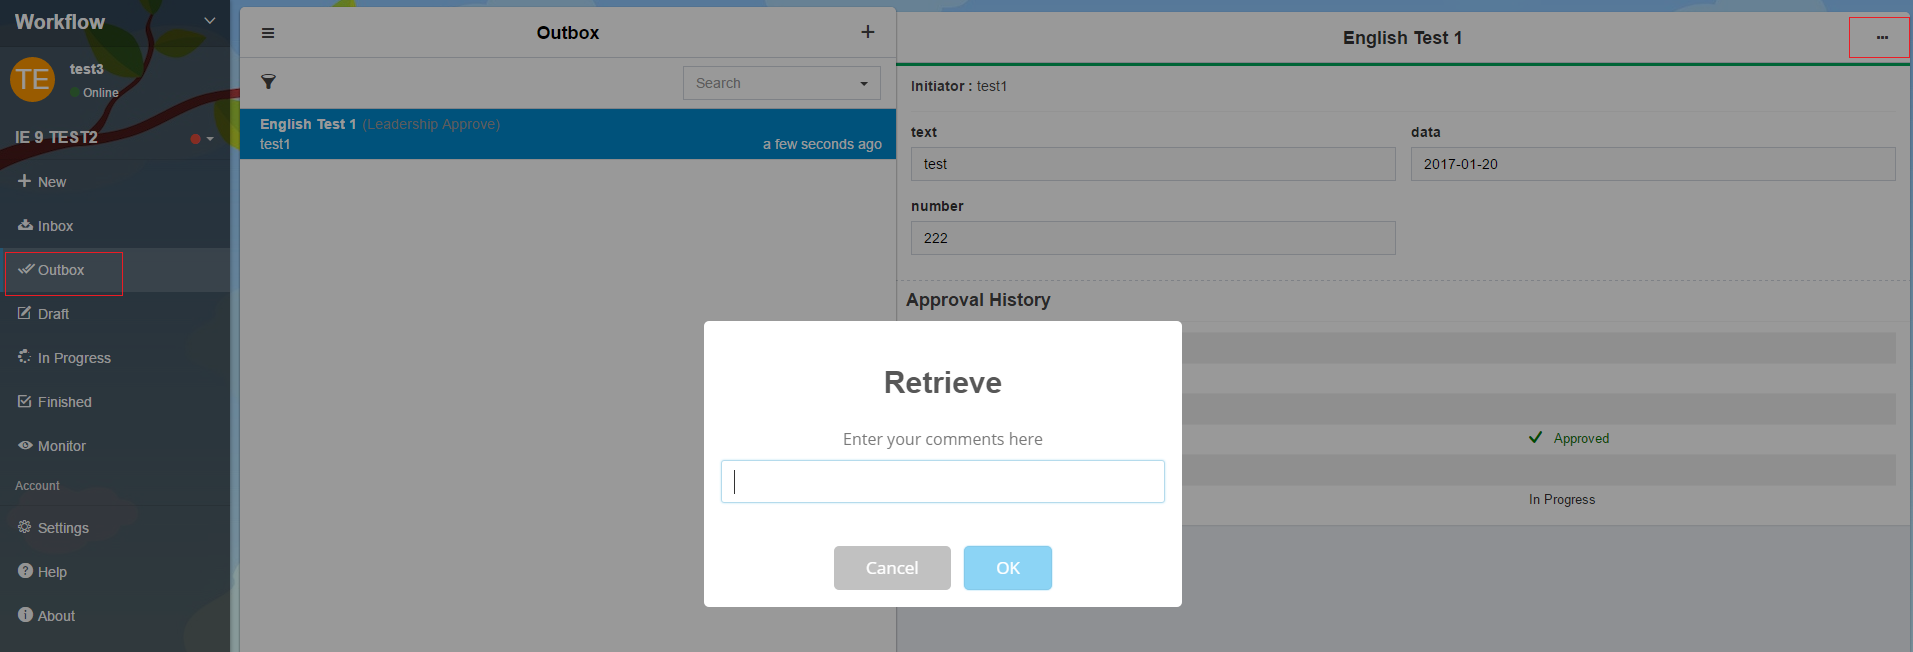 Workflow
TE
test3
Online
IE 9 TEST2
New
Inbox
Outbox
Draft
In Progress
Finished
Monitor
Account
Settings
Help
About
Outbox
Search
English Test 1 (Leadership Approve)
test1
a few seconds ago
English Test 1
Initiator : test1
text
data
test
2017-01-20
number
222
Approval History
Approved
In Progress
Retrieve
Enter your comments here
Cancel
OK